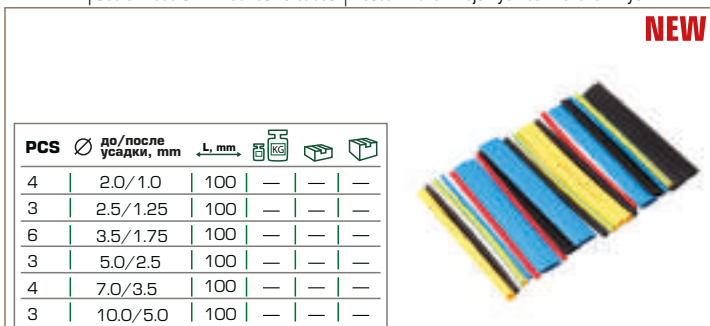 NEW
PCS Ø до/после усадки, mm L, mm KG
4 2.0/1.0 100 — — —
3 2.5/1.25 100 — — —
6 3.5/1.75 100 — — —
3 5.0/2.5 100 — — —
4 7.0/3.5 100 — — —
3 10.0/5.0 100 — — —